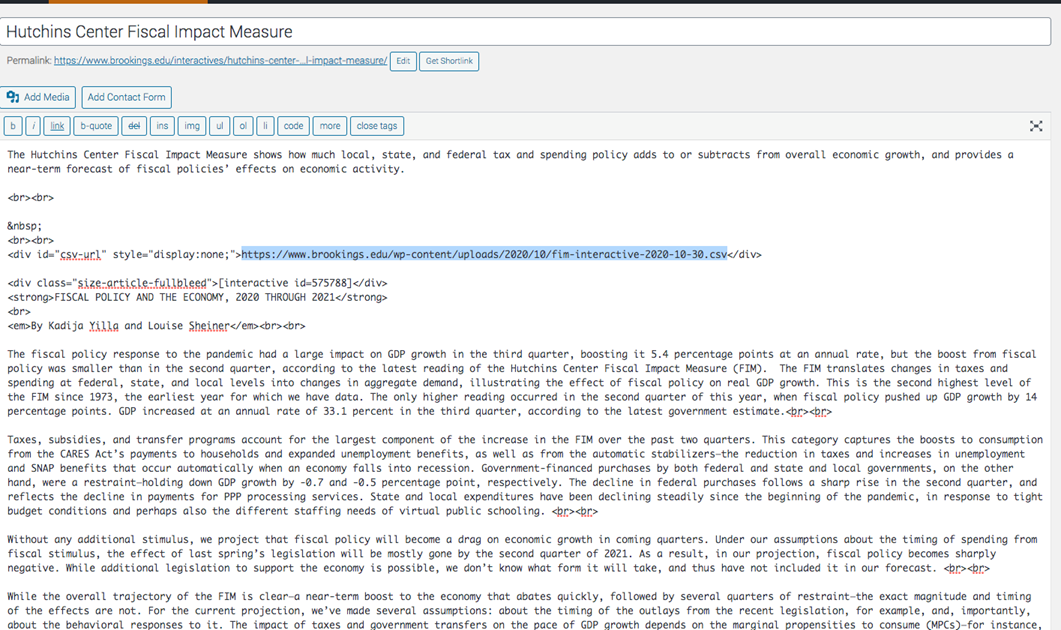 Hutchins Center Fiscal Impact Measure
Permalink: https://www.brookings.edu/interactives/hutchins-center-...l-impact-measure/ Edit Get Shortlink
Add Media Add Contact Form
b i link b-quote del ins img ul ol li code more close tags
The Hutchins Center Fiscal Impact Measure shows how much local, state, and federal tax and spending policy adds to or subtracts from overall economic growth, and provides a
near-term forecast of fiscal policies’ effects on economic activity.
<br><br>
&nbsp;
<br><br>
<div id="csv-url" style="display:none;">https://www.brookings.edu/wp-content/uploads/2020/10/fim-interactive-2020-10-30.csv</div>
<div class="size-article-fullbleed">[interactive id=575788]</div>
<strong>FISCAL POLICY AND THE ECONOMY, 2020 THROUGH 2021</strong>
<br>
<em>By Kadija Yilla and Louise Sheiner</em><br><br>
The fiscal policy response to the pandemic had a large impact on GDP growth in the third quarter, boosting it 5.4 percentage points at an annual rate, but the boost from fiscal
policy was smaller than in the second quarter, according to the latest reading of the Hutchins Center Fiscal Impact Measure (FIM).  The FIM translates changes in taxes and
spending at federal, state, and local levels into changes in aggregate demand, illustrating the effect of fiscal policy on real GDP growth. This is the second highest level of
the FIM since 1973, the earliest year for which we have data. The only higher reading occurred in the second quarter of this year, when fiscal policy pushed up GDP growth by 14
percentage points. GDP increased at an annual rate of 33.1 percent in the third quarter, according to the latest government estimate.<br><br>
Taxes, subsidies, and transfer programs account for the largest component of the increase in the FIM over the past two quarters. This category captures the boosts to consumption
from the CARES Act’s payments to households and expanded unemployment benefits, as well as from the automatic stabilizers—the reduction in taxes and increases in unemployment
and SNAP benefits that occur automatically when an economy falls into recession. Government-financed purchases by both federal and state and local governments, on the other
hand, were a restraint—holding down GDP growth by -0.7 and -0.5 percentage point, respectively. The decline in federal purchases follows a sharp rise in the second quarter, and
reflects the decline in payments for PPP processing services. State and local expenditures have been declining steadily since the beginning of the pandemic, in response to tight
budget conditions and perhaps also the different staffing needs of virtual public schooling. <br><br>
Without any additional stimulus, we project that fiscal policy will become a drag on economic growth in coming quarters. Under our assumptions about the timing of spending from
fiscal stimulus, the effect of last spring’s legislation will be mostly gone by the second quarter of 2021. As a result, in our projection, fiscal policy becomes sharply
negative. While additional legislation to support the economy is possible, we don’t know what form it will take, and thus have not included it in our forecast. <br><br>
While the overall trajectory of the FIM is clear—a near-term boost to the economy that abates quickly, followed by several quarters of restraint—the exact magnitude and timing
of the effects are not. For the current projection, we’ve made several assumptions: about the timing of the outlays from the recent legislation, for example, and, importantly,
about the behavioral responses to it. The impact of taxes and government transfers on the pace of GDP growth depends on the marginal propensities to consume (MPCs)—for instance,